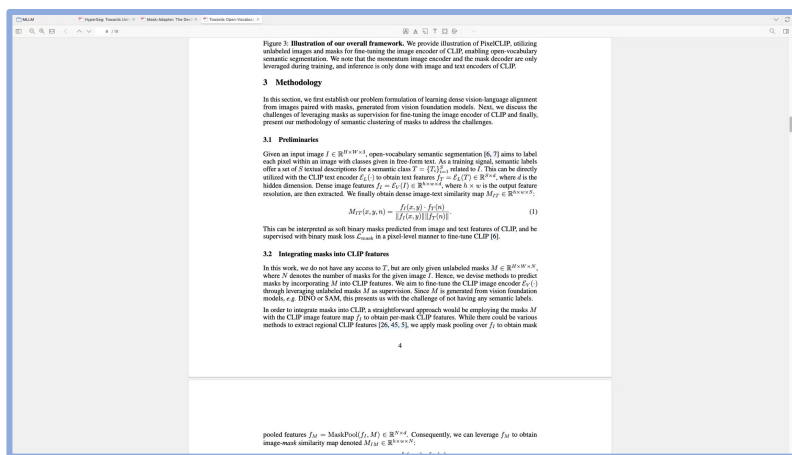 MLLM
HyperSeg: Towards Uni
Mask-Adapter: The Dev
Towards Open-Vocabul
4 / 18
Figure 3: Illustration of our overall framework. We provide illustration of PixelCLIP, utilizing
unlabeled images and masks for fine-tuning the image encoder of CLIP, enabling open-vocabulary
semantic segmentation. We note that the momentum image encoder and the mask decoder are only
leveraged during training, and inference is only done with image and text encoders of CLIP.
3 Methodology
In this section, we first establish our problem formulation of learning dense vision-language alignment
from images paired with masks, generated from vision foundation models. Next, we discuss the
challenges of leveraging masks as supervision for fine-tuning the image encoder of CLIP and finally,
present our methodology of semantic clustering of masks to address the challenges.
3.1 Preliminaries
Given an input image I ∈ ℝ^{H×W×3}, open-vocabulary semantic segmentation [6, 7] aims to label
each pixel within an image with classes given in free-form text. As a training signal, semantic labels
offer a set of S textual descriptions for a semantic class T = {T_i}_{i=1}^S related to I. This can be directly
utilized with the CLIP text encoder ℰ_L(·) to obtain text features f_T = ℰ_L(T) ∈ ℝ^{S×d}, where d is the
hidden dimension. Dense image features f_I = ℰ_V(I) ∈ ℝ^{h×w×d}, where h × w is the output feature
resolution, are then extracted. We finally obtain dense image-text similarity map M_{IT} ∈ ℝ^{h×w×S}:
M_{IT}(x, y, n) = f_I(x, y) · f_T(n) / ‖f_I(x, y)‖‖f_T(n)‖. (1)
This can be interpreted as soft binary masks predicted from image and text features of CLIP, and be
supervised with binary mask loss ℒ_mask in a pixel-level manner to fine-tune CLIP [6].
3.2 Integrating masks into CLIP features
In this work, we do not have any access to T, but are only given unlabeled masks M ∈ ℝ^{H×W×N},
where N denotes the number of masks for the given image I. Hence, we devise methods to predict
masks by incorporating M into CLIP features. We aim to fine-tune the CLIP image encoder ℰ_V(·)
through leveraging unlabeled masks M as supervision. Since M is generated from vision foundation
models, e.g. DINO or SAM, this presents us with the challenge of not having any semantic labels.
In order to integrate masks into CLIP, a straightforward approach would be employing the masks M
with the CLIP image feature map f_I to obtain per-mask CLIP features. While there could be various
methods to extract regional CLIP features [26, 45, 5], we apply mask pooling over f_I to obtain mask
4
pooled features f_M = MaskPool(f_I, M) ∈ ℝ^{N×d}. Consequently, we can leverage f_M to obtain
image-mask similarity map denoted M_{IM} ∈ ℝ^{h×w×N}: